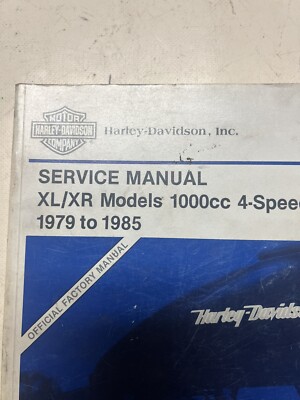 MOTOR
HARLEY-DAVIDSON
COMPANY
Harley-Davidson, Inc.
SERVICE MANUAL
XL/XR Models 1000cc 4-Speed
1979 to 1985
OFFICIAL FACTORY MANUAL
Harley-Davids